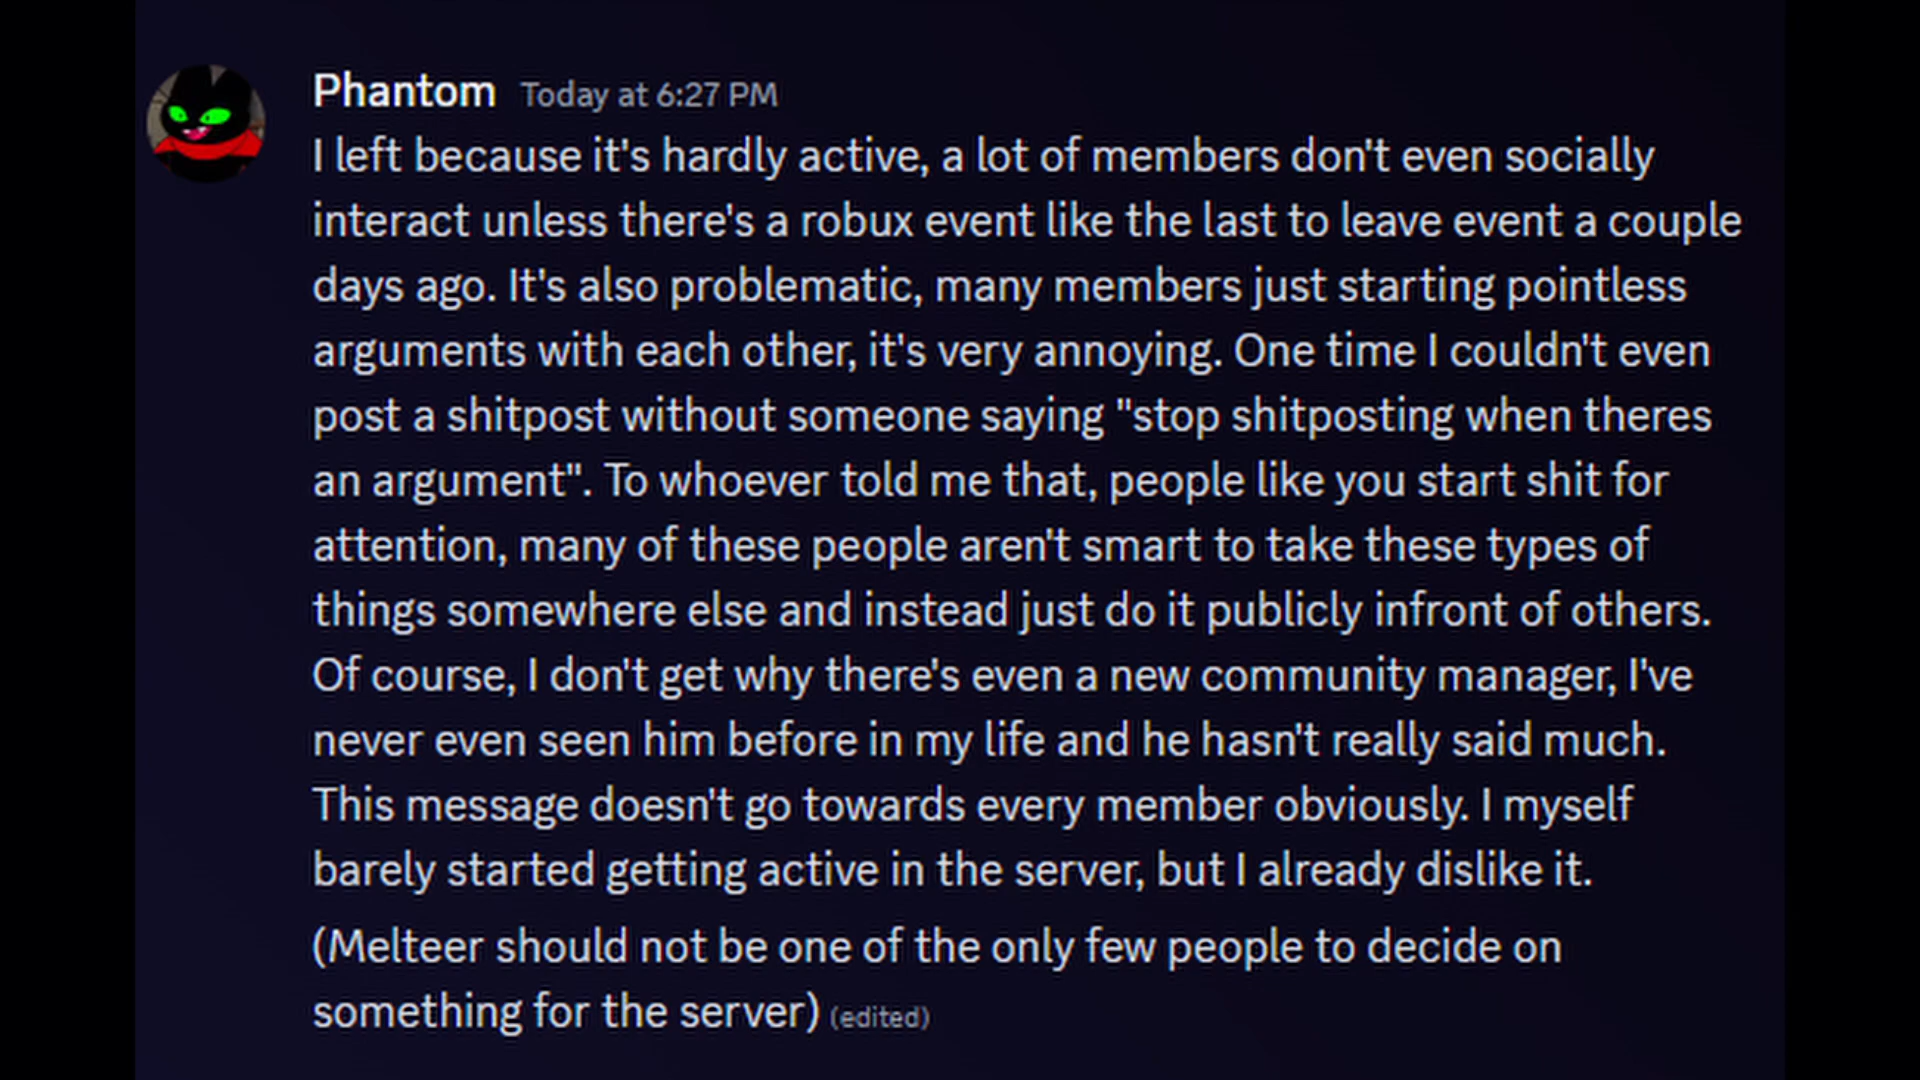 Phantom Today at 6:27 PM
I left because it's hardly active, a lot of members don't even socially
interact unless there's a robux event like the last to leave event a couple
days ago. It's also problematic, many members just starting pointless
arguments with each other, it's very annoying. One time I couldn't even
post a shitpost without someone saying "stop shitposting when theres
an argument". To whoever told me that, people like you start shit for
attention, many of these people aren't smart to take these types of
things somewhere else and instead just do it publicly infront of others.
Of course, I don't get why there's even a new community manager, I've
never even seen him before in my life and he hasn't really said much.
This message doesn't go towards every member obviously. I myself
barely started getting active in the server, but I already dislike it.
(Melteer should not be one of the only few people to decide on
something for the server) (edited)